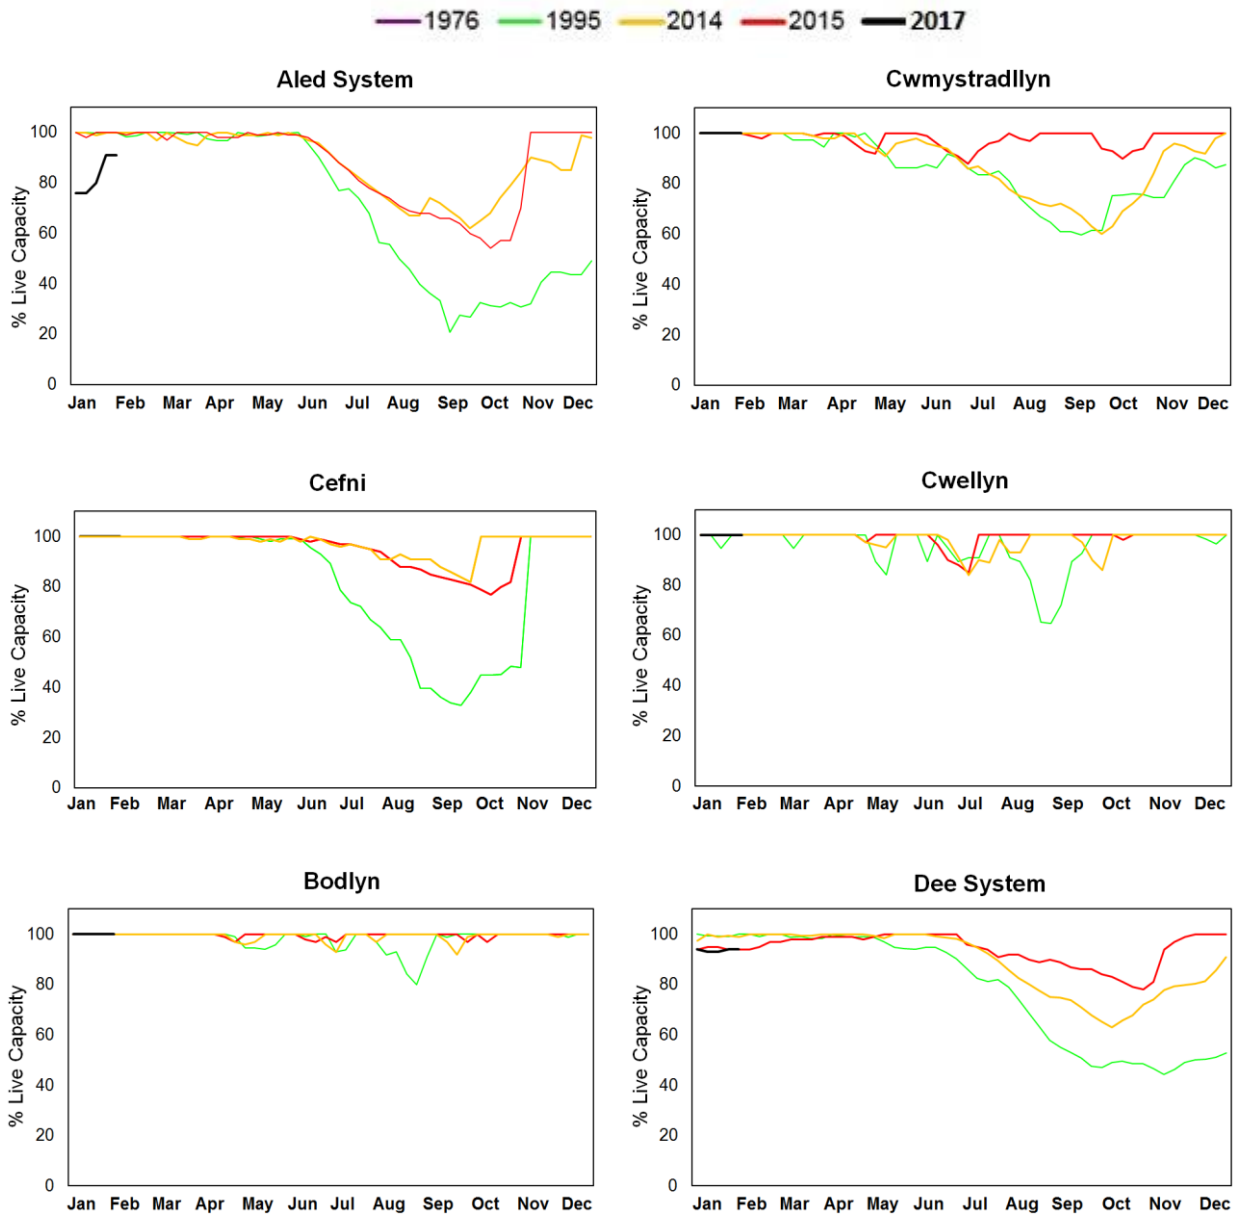 1976 1995 2014 2015 2017
Aled System
% Live Capacity
100
80
60
40
20
0
Jan Feb Mar Apr May Jun Jul Aug Sep Oct Nov Dec
Cwmystradllyn
% Live Capacity
100
80
60
40
20
0
Jan Feb Mar Apr May Jun Jul Aug Sep Oct Nov Dec
Cefni
% Live Capacity
100
80
60
40
20
0
Jan Feb Mar Apr May Jun Jul Aug Sep Oct Nov Dec
Cwellyn
% Live Capacity
100
80
60
40
20
0
Jan Feb Mar Apr May Jun Jul Aug Sep Oct Nov Dec
Bodlyn
% Live Capacity
100
80
60
40
20
0
Jan Feb Mar Apr May Jun Jul Aug Sep Oct Nov Dec
Dee System
% Live Capacity
100
80
60
40
20
0
Jan Feb Mar Apr May Jun Jul Aug Sep Oct Nov Dec